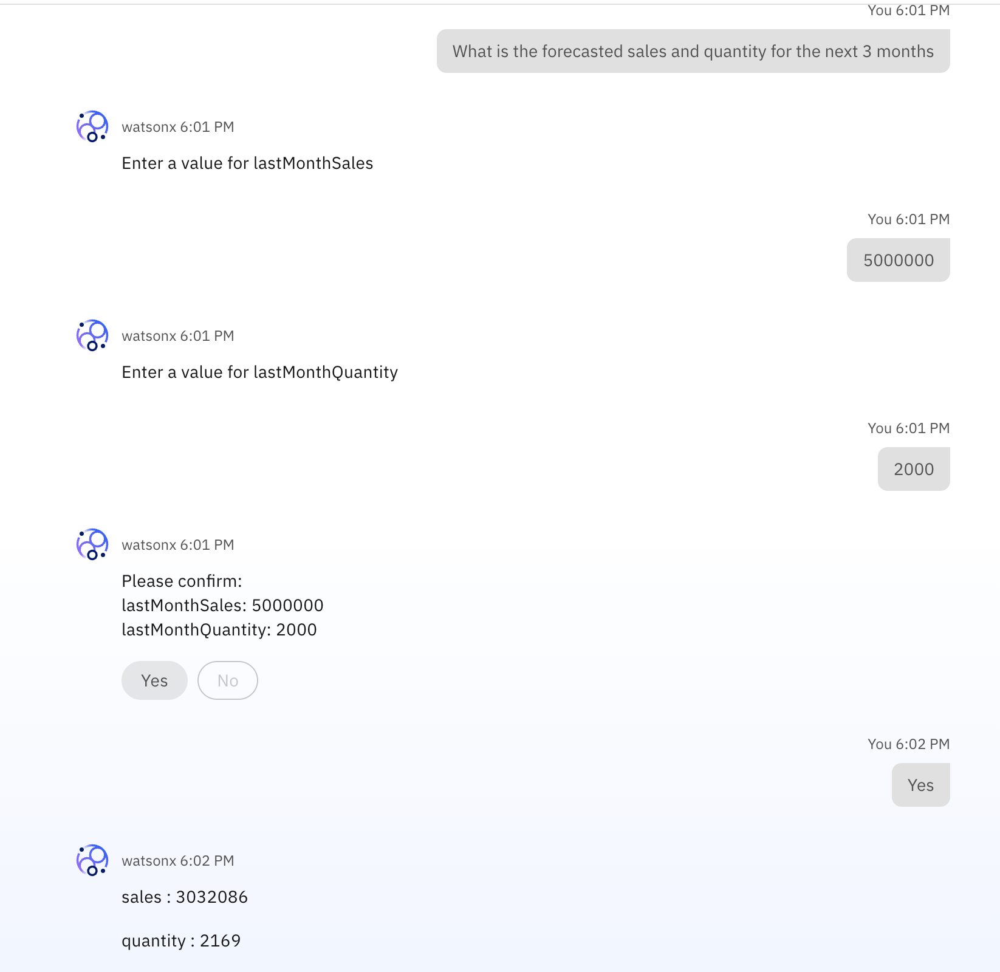 You 6:01 PM
What is the forecasted sales and quantity for the next 3 months
watsonx 6:01 PM
Enter a value for lastMonthSales
You 6:01 PM
5000000
watsonx 6:01 PM
Enter a value for lastMonthQuantity
You 6:01 PM
2000
watsonx 6:01 PM
Please confirm:
lastMonthSales: 5000000
lastMonthQuantity: 2000
Yes No
You 6:02 PM
Yes
watsonx 6:02 PM
sales : 3032086
quantity : 2169